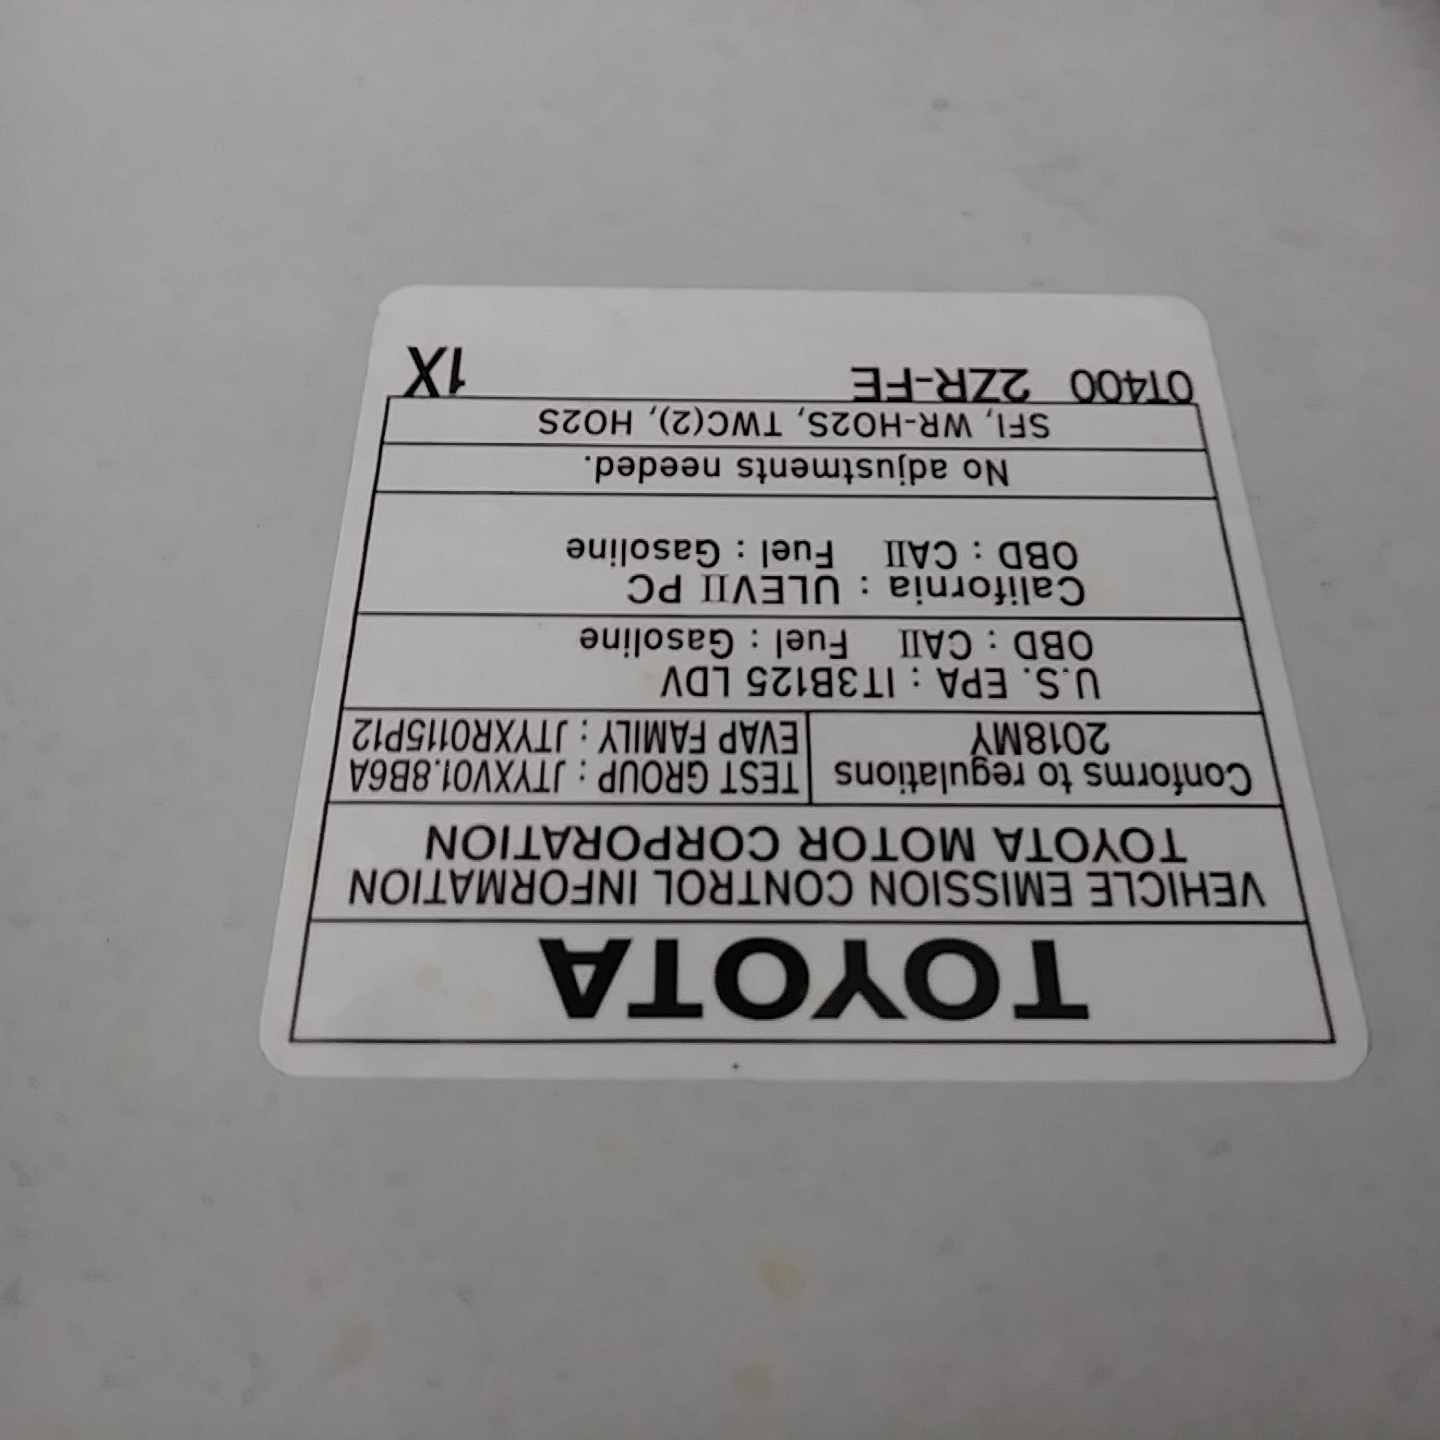 TOYOTA
VEHICLE EMISSION CONTROL INFORMATION
TOYOTA MOTOR CORPORATION
Conforms to regulations
2018MY
TEST GROUP : JTYXV01.8B6A
EVAP FAMILY : JTYXR0115P12
U.S. EPA : IT3B125 LDV
OBD : CAII Fuel : Gasoline
California : ULEVII PC
OBD : CAII Fuel : Gasoline
No adjustments needed.
SFI, WR-HO2S, TWC(2), HO2S
0T400 2ZR-FE 1X